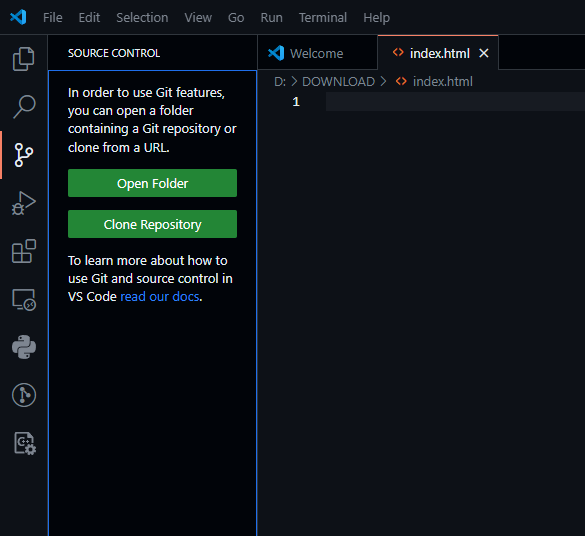 File Edit Selection View Go Run Terminal Help
SOURCE CONTROL
Welcome
index.html
D: > DOWNLOAD > index.html
1
In order to use Git features,
you can open a folder
containing a Git repository or
clone from a URL.
Open Folder
Clone Repository
To learn more about how to
use Git and source control in
VS Code read our docs.